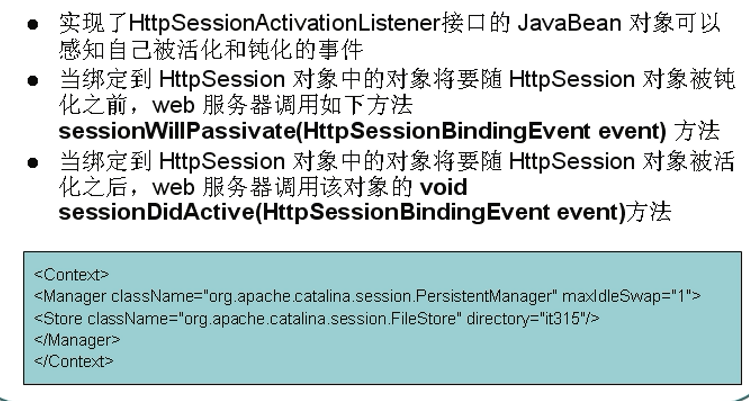 ● 实现了HttpSessionActivationListener接口的 JavaBean 对象可以
感知自己被活化和钝化的事件
● 当绑定到 HttpSession 对象中的对象将要随 HttpSession 对象被钝
化之前，web 服务器调用如下方法
sessionWillPassivate(HttpSessionBindingEvent event) 方法
● 当绑定到 HttpSession 对象中的对象将要随 HttpSession 对象被活
化之后，web 服务器调用该对象的 void
sessionDidActive(HttpSessionBindingEvent event)方法
<Context>
<Manager className="org.apache.catalina.session.PersistentManager" maxIdleSwap="1">
<Store className="org.apache.catalina.session.FileStore" directory="it315"/>
</Manager>
</Context>